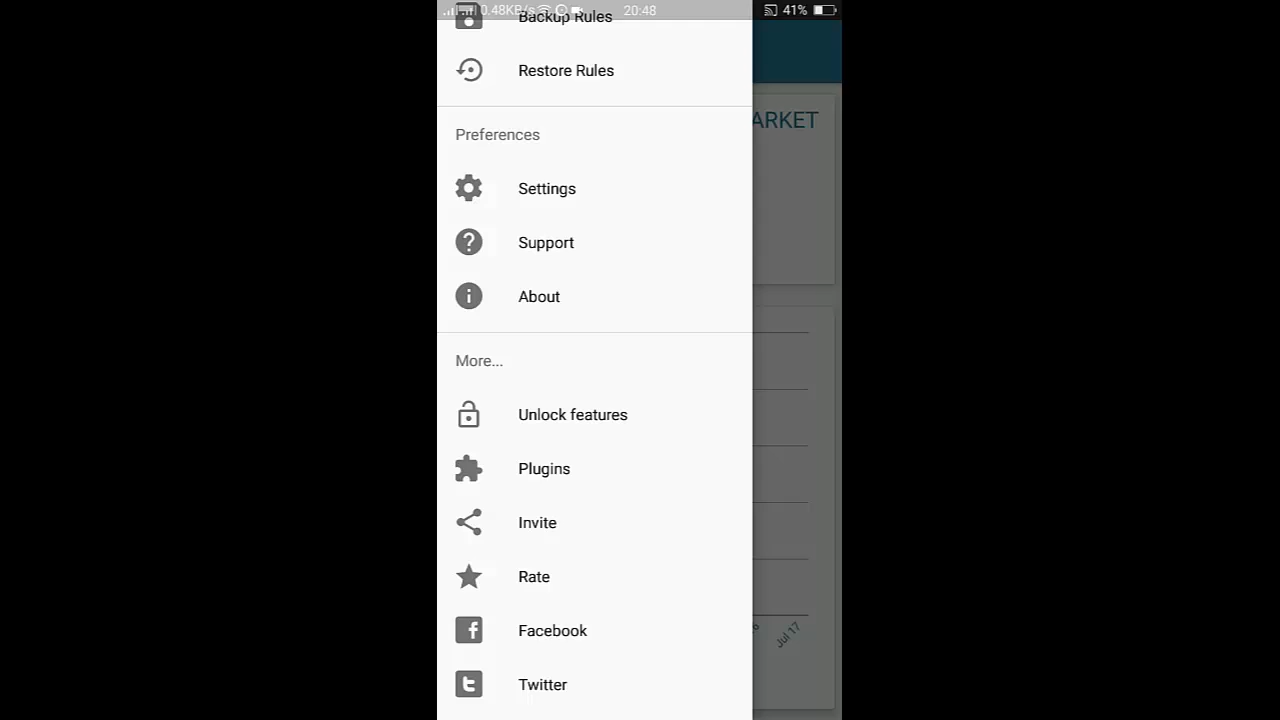 0.48KB/s 20:48 41%
Backup Rules
Restore Rules
ARKET
Preferences
Settings
Support
About
More...
Unlock features
Plugins
Invite
Rate
Facebook
Twitter
Jul 17